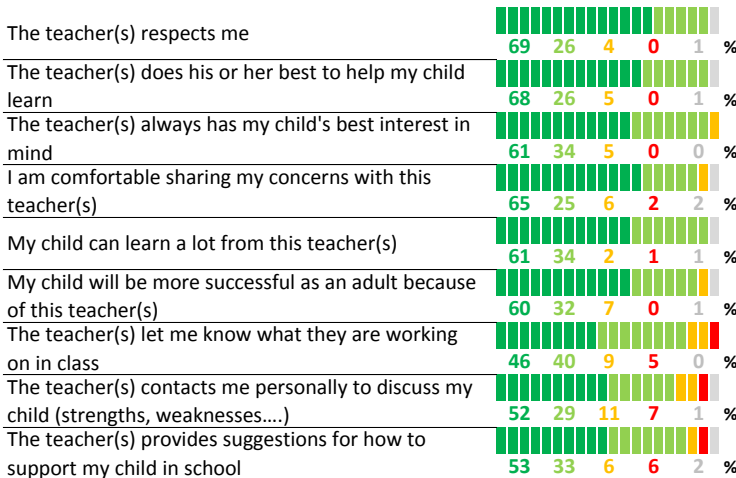 The teacher(s) respects me
69 26 4 0 1 %
The teacher(s) does his or her best to help my child
learn
68 26 5 0 1 %
The teacher(s) always has my child's best interest in
mind
61 34 5 0 0 %
I am comfortable sharing my concerns with this
teacher(s)
65 25 6 2 2 %
My child can learn a lot from this teacher(s)
61 34 2 1 1 %
My child will be more successful as an adult because
of this teacher(s)
60 32 7 0 1 %
The teacher(s) let me know what they are working
on in class
46 40 9 5 0 %
The teacher(s) contacts me personally to discuss my
child (strengths, weaknesses....)
52 29 11 7 1 %
The teacher(s) provides suggestions for how to
support my child in school
53 33 6 6 2 %